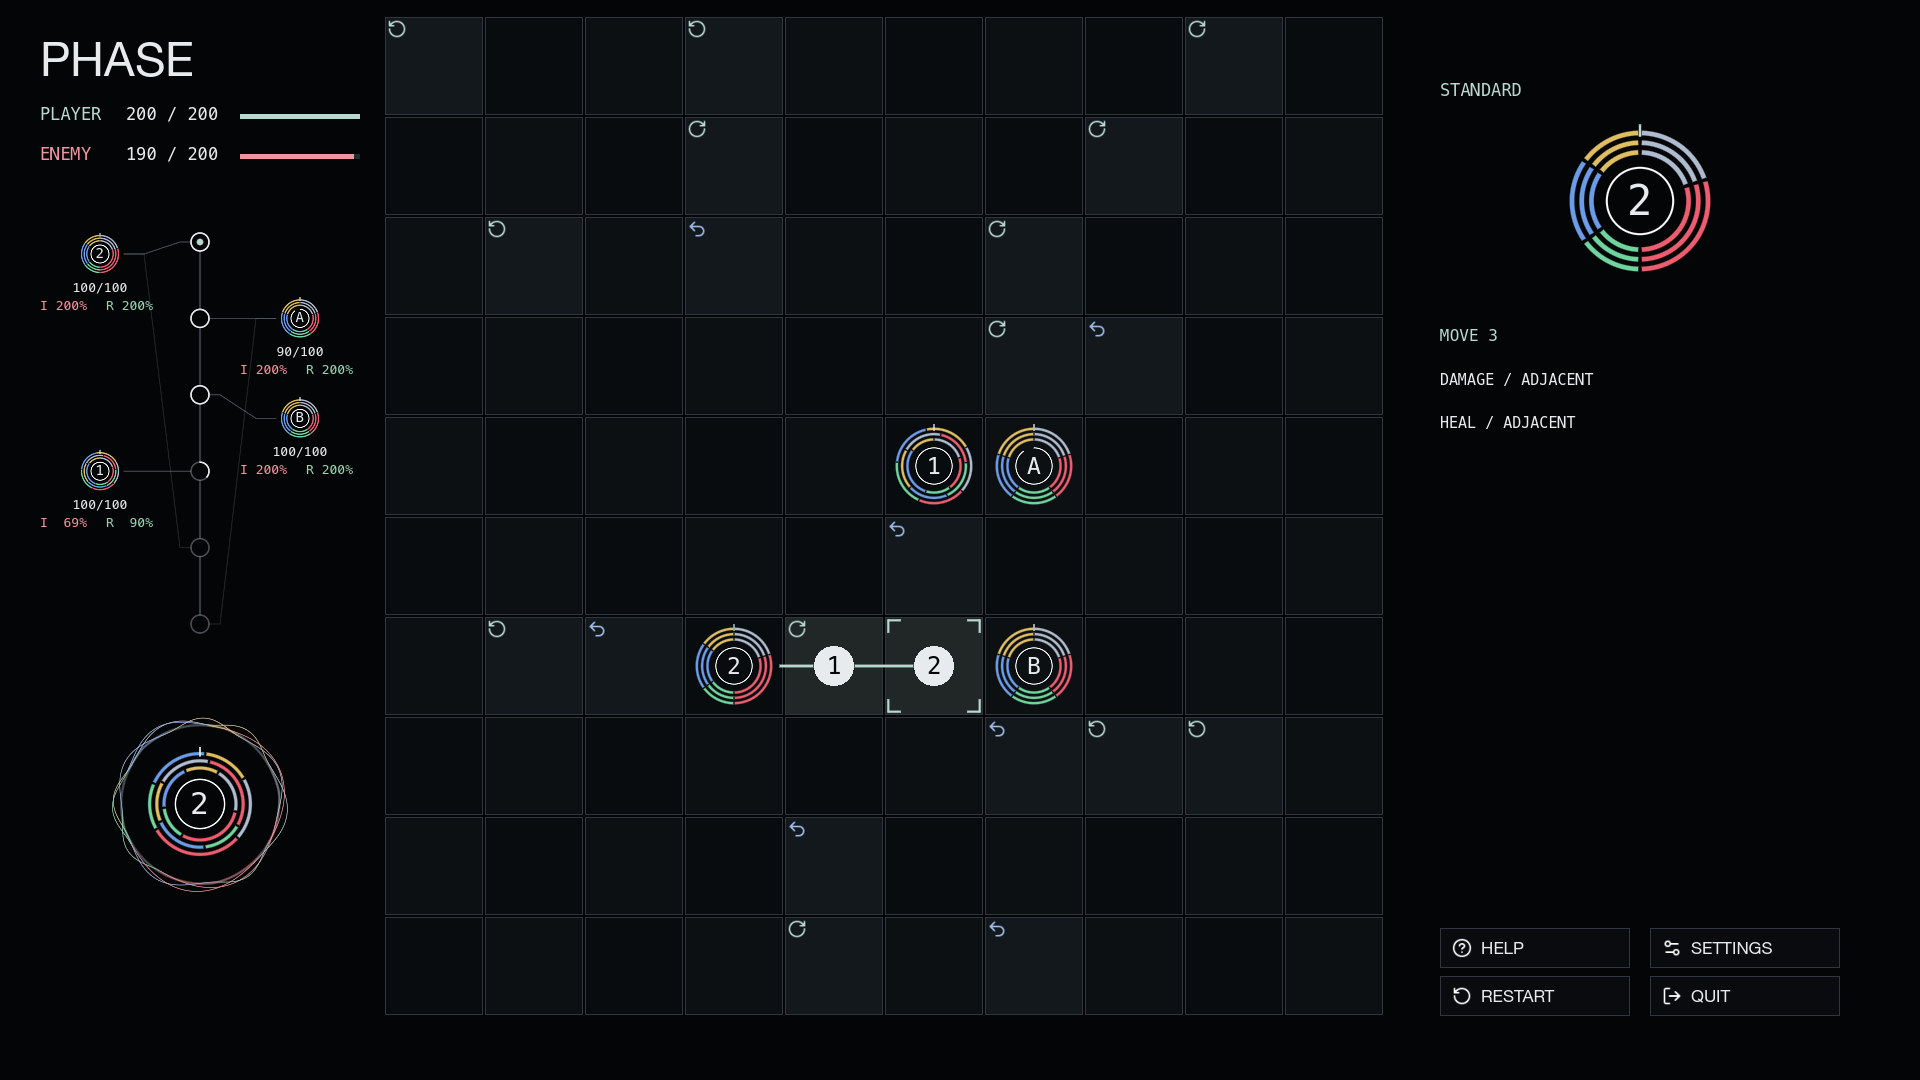 PHASE
PLAYER 200 / 200
ENEMY 190 / 200
2
100/100
I 200% R 200%
A
90/100
I 200% R 200%
B
100/100
I 200% R 200%
1
100/100
I 69% R 90%
2
1 A
2 1 2 B
STANDARD
2
MOVE 3
DAMAGE / ADJACENT
HEAL / ADJACENT
HELP
SETTINGS
RESTART
QUIT